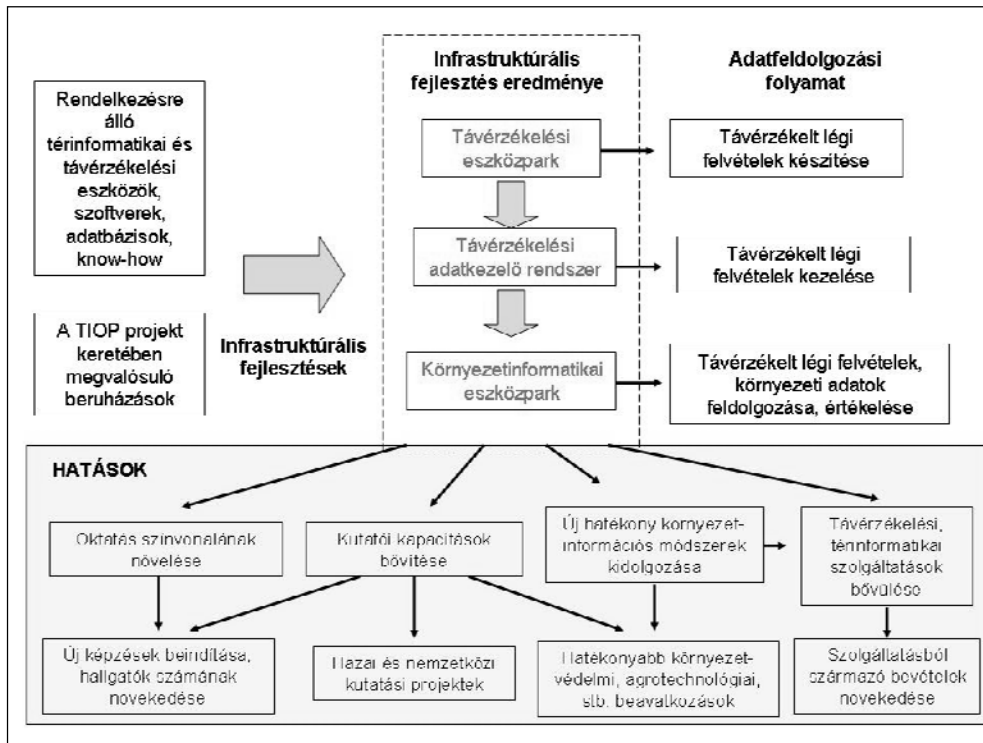 Rendelkezésre
álló
térinformatikai és
távérzékelési
eszközök,
szoftverek,
adatbázisok,
know-how
A TIOP projekt
keretében
megvalósuló
beruházások
Infrastruktúrális
fejlesztések
Infrastruktúrális
fejlesztés eredménye
Távérzékelési
eszközpark
Távérzékelési
adatkezelő rendszer
Környezetinformatikai
eszközpark
Adatfeldolgozási
folyamat
Távérzékelt légi
felvételek készítése
Távérzékelt légi
felvételek kezelése
Távérzékelt légi felvételek,
környezeti adatok
feldolgozása, értékelése
HATÁSOK
Oktatás színvonalának
növelése
Kutatói kapacitások
bővítése
Új hatékony környezet-
információs módszerek
kidolgozása
Távérzékelési,
térinformatikai
szolgáltatások
bővülése
Új képzések beindítása,
hallgatók számának
növekedése
Hazai és nemzetközi
kutatási projektek
Hatékonyabb környezet-
védelmi, agrotechnológiai,
stb. beavatkozások
Szolgáltatásból
származó bevételek
növekedése